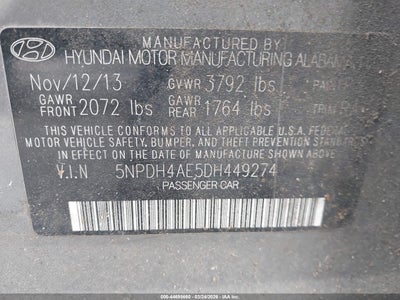 HYUNDAI MOTOR MANUFACTURING ALABAMA
Nov/12/13 GVWR 3792 lbs PAINT
GAWR FRONT 2072 lbs GAWR REAR 1764 lbs TRIM
THIS VEHICLE CONFORMS TO ALL APPLICABLE U.S.A FEDERAL
MOTOR VEHICLE SAFETY, BUMPER, AND THEFT PREVENTION
STANDARDS IN EFFECT ON THE DATE OF MANUFACTURE SHOWN ABOVE.
V.I.N 5NPDH4AE5DH449274
PASSENGER CAR